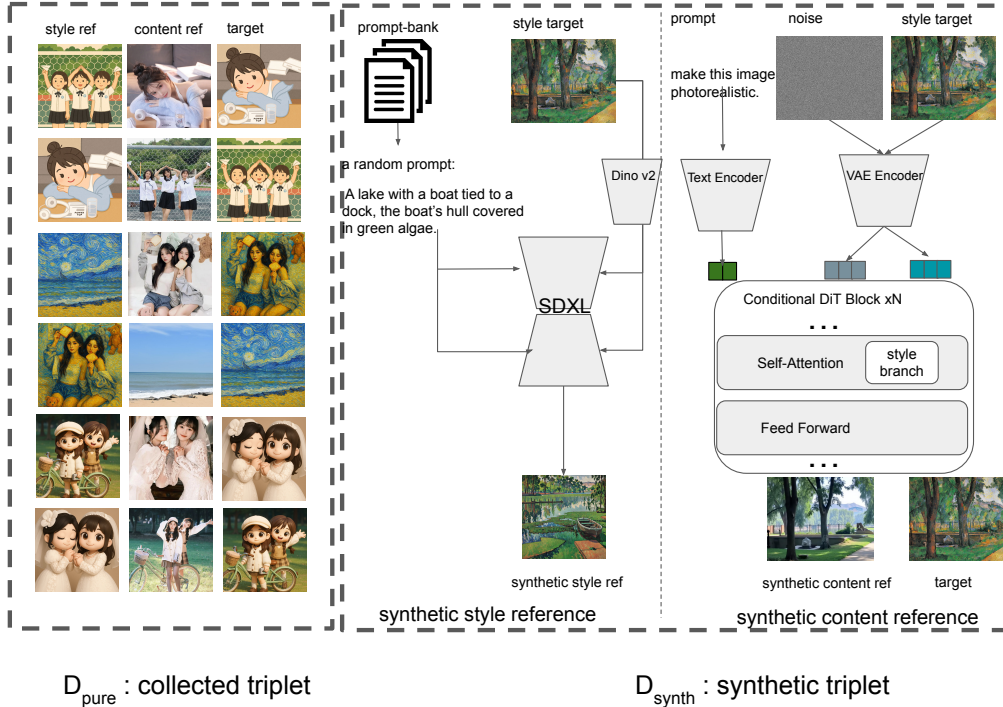 style ref
content ref
target
prompt-bank
style target
a random prompt:
A lake with a boat tied to a
dock, the boat's hull covered
in green algae.
Dino v2
SDXL
synthetic style ref
synthetic style reference
prompt
noise
style target
make this image
photorealistic.
Text Encoder
VAE Encoder
Conditional DiT Block xN
...
Self-Attention
style
branch
Feed Forward
...
synthetic content ref
target
synthetic content reference
D_pure : collected triplet
D_synth : synthetic triplet